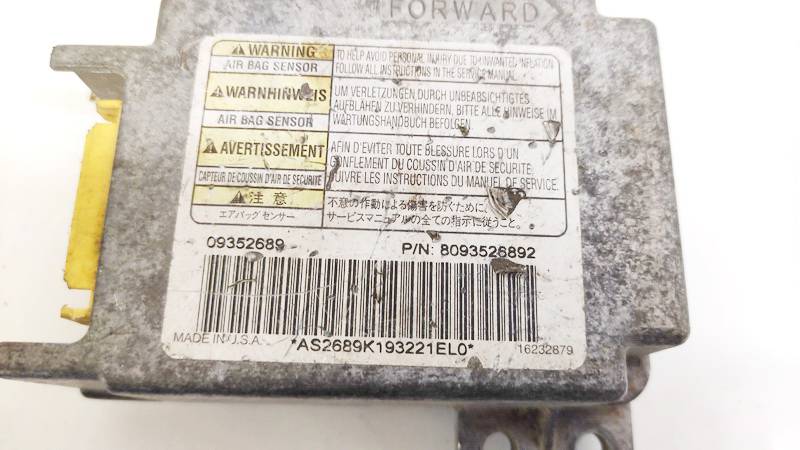 FORWARD
WARNING
AIR BAG SENSOR
TO HELP AVOID PERSONAL INJURY DUE TO UNWANTED INFLATION
FOLLOW ALL INSTRUCTIONS IN THE SERVICE MANUAL.
WARNHINWEIS
AIR BAG SENSOR
UM VERLETZUNGEN DURCH UNBEABSICHTIGTES
AUFBLÄHEN ZU VERHINDERN, BITTE ALLE HINWEISE IM
WARTUNGSHANDBUCH BEFOLGEN
AVERTISSEMENT
CAPTEUR DE COUSSIN D'AIR DE SECURITE
AFIN D'EVITER TOUTE BLESSURE LORS D'UN
GONFLEMENT DU COUSSIN D'AIR DE SECURITE,
SUIVRE LES INSTRUCTIONS DU MANUEL DE SERVICE.
注意
エアバッグ センサー
不意の作動による傷害を防ぐために、
サービスマニュアルの全ての指示に従うこと。
09352689 P/N: 8093526892
MADE IN U.S.A. *AS2689K193221EL0* 16232879